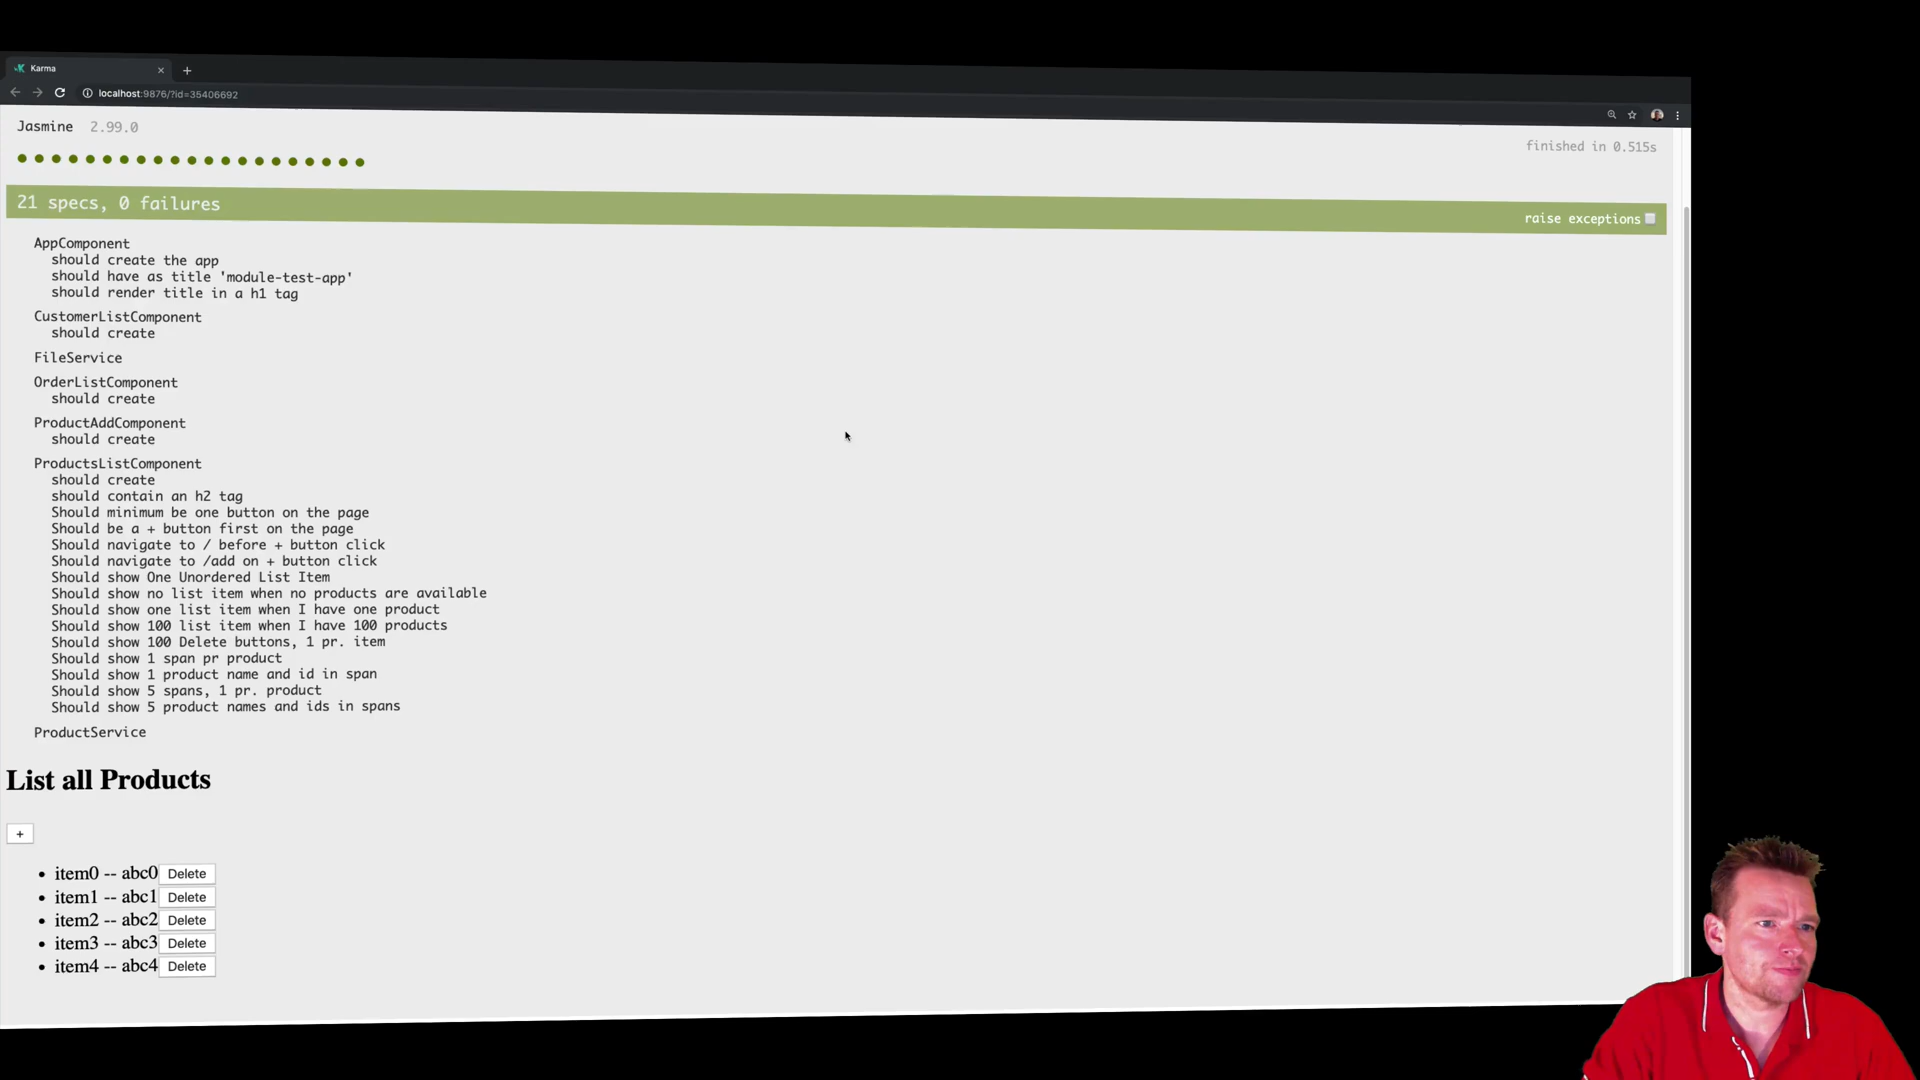 Karma
localhost:9876/?id=35406692
Jasmine 2.99.0
finished in 0.515s
21 specs, 0 failures
raise exceptions
AppComponent
should create the app
should have as title 'module-test-app'
should render title in a h1 tag
CustomerListComponent
should create
FileService
OrderListComponent
should create
ProductAddComponent
should create
ProductsListComponent
should create
should contain an h2 tag
Should minimum be one button on the page
Should be a + button first on the page
Should navigate to / before + button click
Should navigate to /add on + button click
Should show One Unordered List Item
Should show no list item when no products are available
Should show one list item when I have one product
Should show 100 list item when I have 100 products
Should show 100 Delete buttons, 1 pr. item
Should show 1 span pr product
Should show 1 product name and id in span
Should show 5 spans, 1 pr. product
Should show 5 product names and ids in spans
ProductService
List all Products
+
item0 -- abc0 Delete
item1 -- abc1 Delete
item2 -- abc2 Delete
item3 -- abc3 Delete
item4 -- abc4 Delete